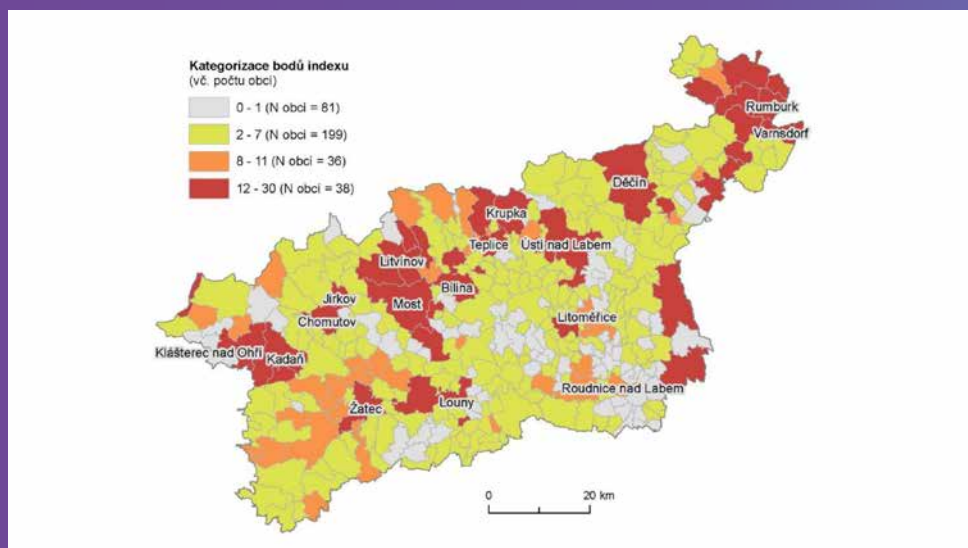 Kategorizace bodů indexu
(vč. počtu obcí)
0 - 1 (N obcí = 81)
2 - 7 (N obcí = 199)
8 - 11 (N obcí = 36)
12 - 30 (N obcí = 38)
Rumburk
Varnsdorf
Děčín
Krupka
Teplice
Ústí nad Labem
Litvínov
Bílina
Jirkov
Most
Chomutov
Litoměřice
Klášterec nad Ohří
Kadaň
Roudnice nad Labem
Žatec
Louny
0
20 km